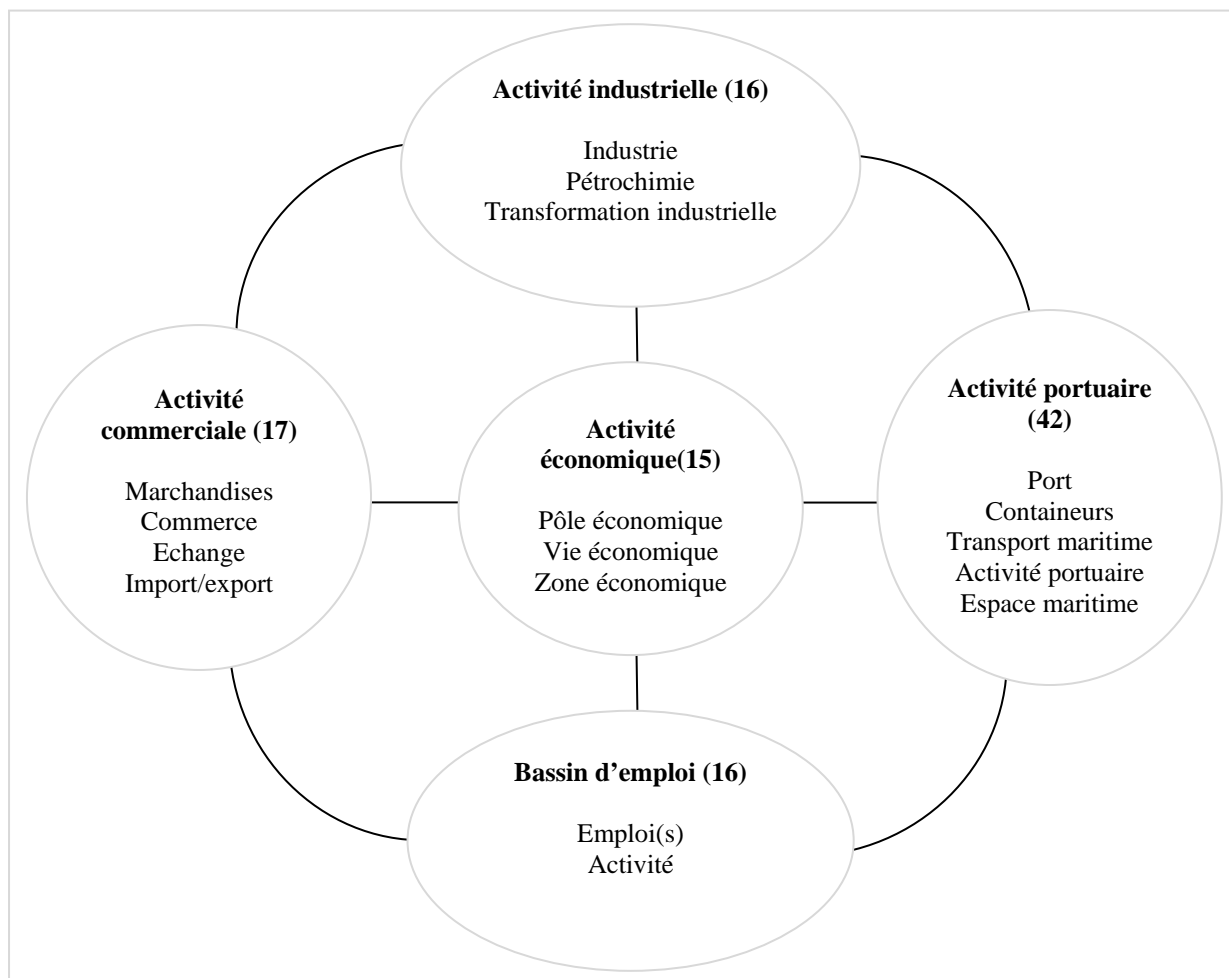 Activité industrielle (16)
Industrie
Pétrochimie
Transformation industrielle
Activité
commerciale (17)
Marchandises
Commerce
Echange
Import/export
Activité
économique(15)
Pôle économique
Vie économique
Zone économique
Activité portuaire
(42)
Port
Containeurs
Transport maritime
Activité portuaire
Espace maritime
Bassin d’emploi (16)
Emploi(s)
Activité